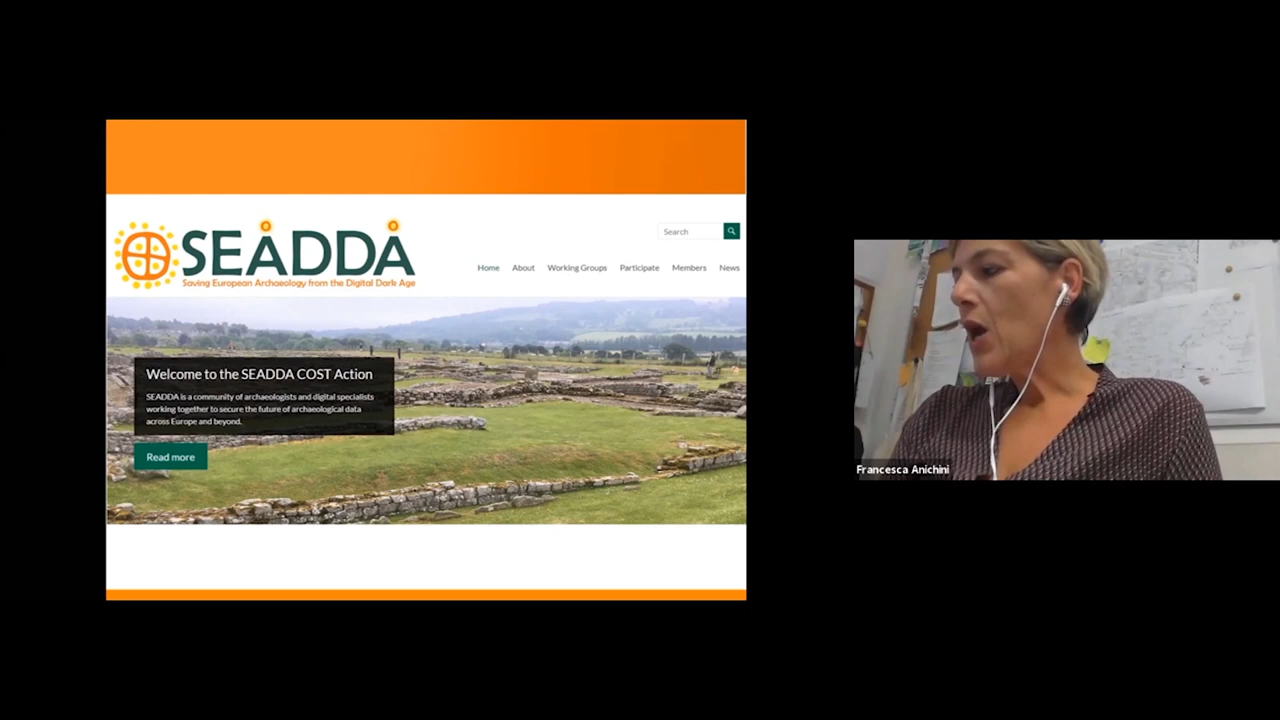 SEADDA
Saving European Archaeology from the Digital Dark Age
Search
Home About Working Groups Participate Members News
Welcome to the SEADDA COST Action
SEADDA is a community of archaeologists and digital specialists
working together to secure the future of archaeological data
across Europe and beyond.
Read more
Francesca Anichini